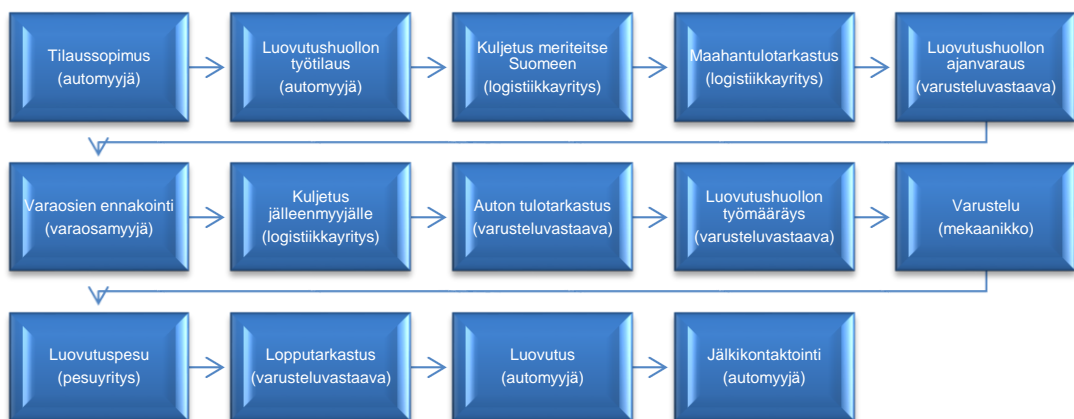 Tilaussopimus
(automyyjä)
Luovutushuollon
työtilaus
(automyyjä)
Kuljetus meriteitse
Suomeen
(logistiikkayritys)
Maahantulotarkastus
(logistiikkayritys)
Luovutushuollon
ajanvaraus
(varusteluvastaava)
Varaosien ennakointi
(varaosamyyjä)
Kuljetus
jälleenmyyjälle
(logistiikkayritys)
Auton tulotarkastus
(varusteluvastaava)
Luovutushuollon
työmääräys
(varusteluvastaava)
Varustelu
(mekaanikko)
Luovutuspesu
(pesuyritys)
Lopputarkastus
(varusteluvastaava)
Luovutus
(automyyjä)
Jälkikontaktointi
(automyyjä)